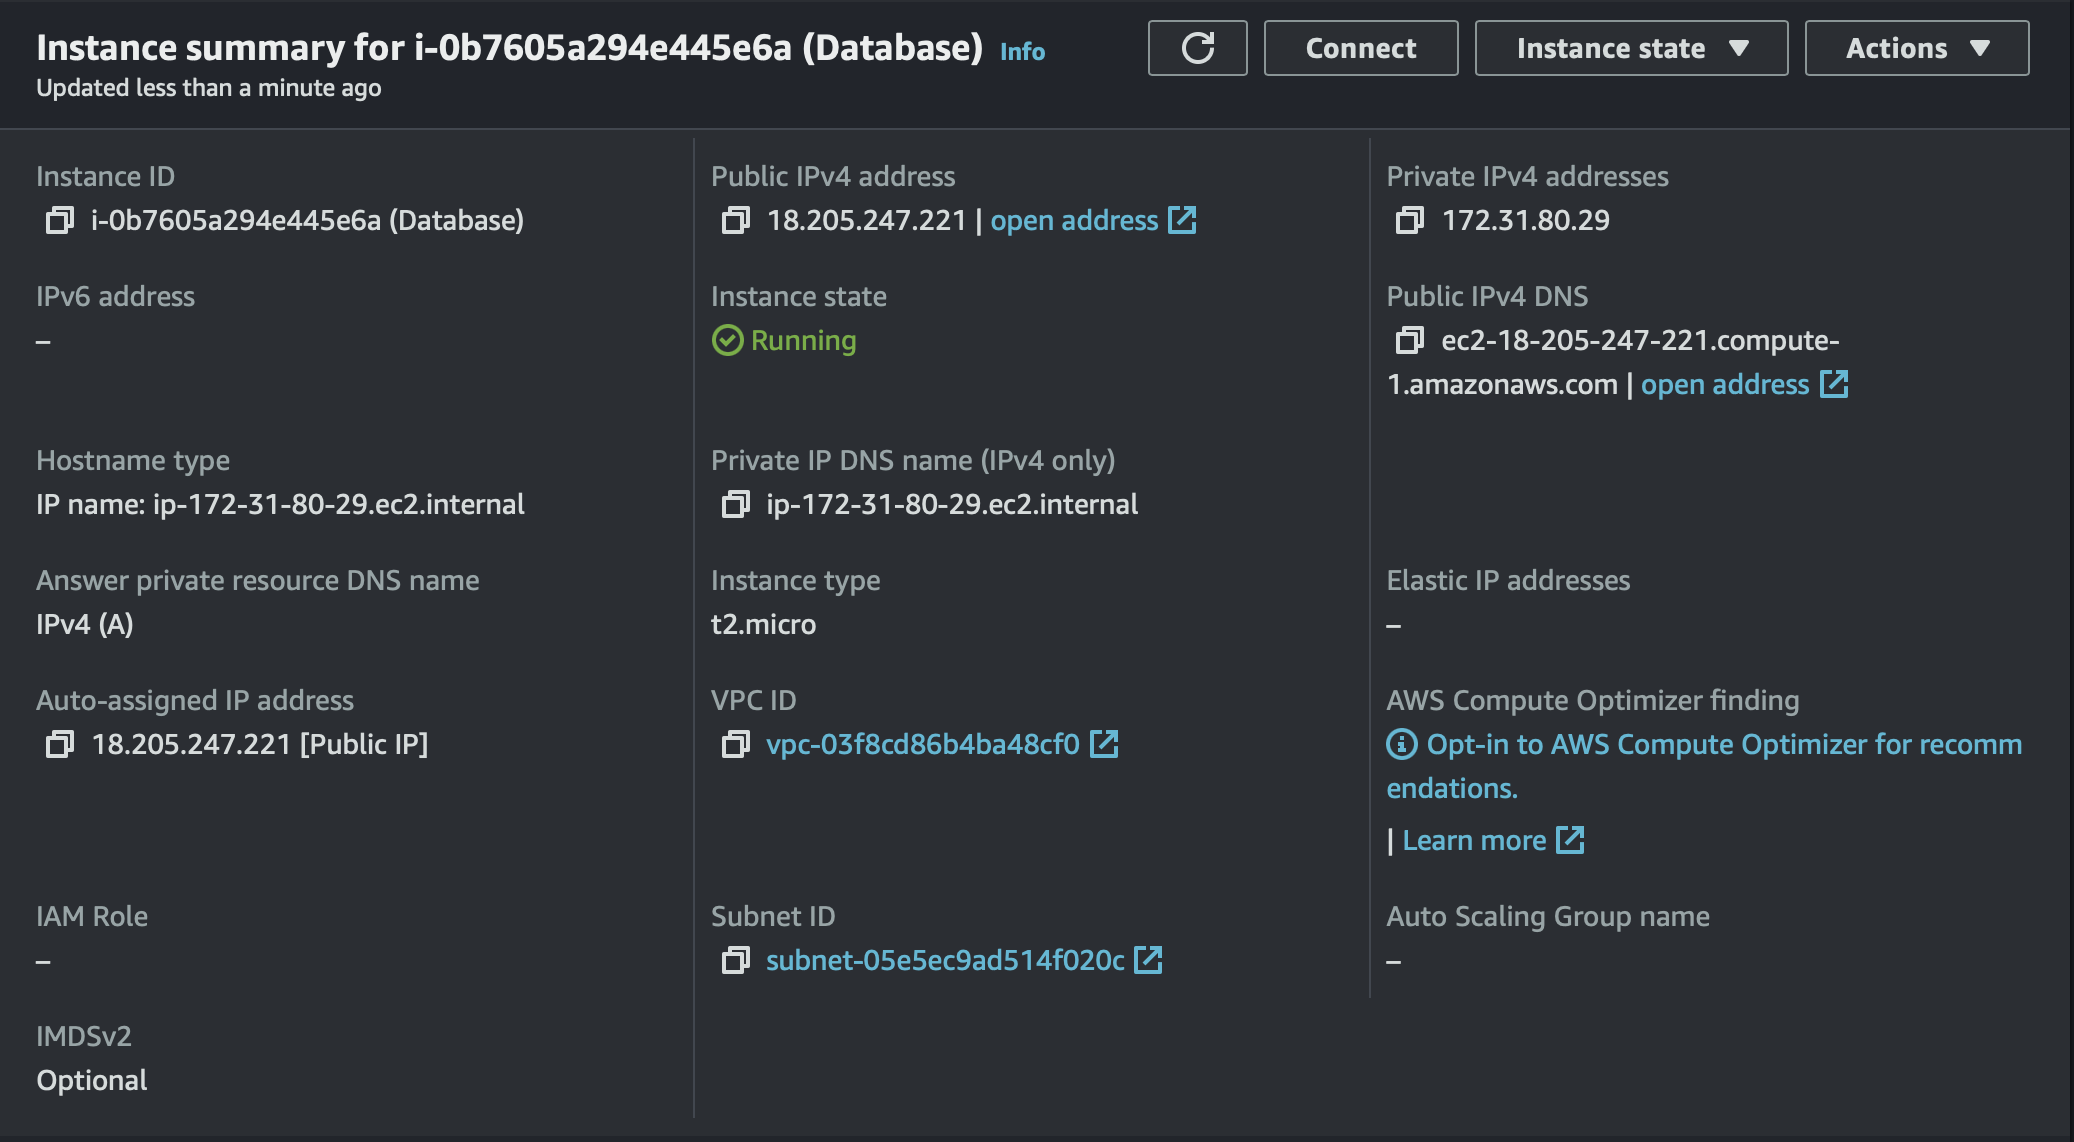 Instance summary for i-0b7605a294e445e6a (Database) Info
Updated less than a minute ago
Connect
Instance state
Actions
Instance ID
i-0b7605a294e445e6a (Database)
Public IPv4 address
18.205.247.221 | open address
Private IPv4 addresses
172.31.80.29
IPv6 address
–
Instance state
Running
Public IPv4 DNS
ec2-18-205-247-221.compute-
1.amazonaws.com | open address
Hostname type
IP name: ip-172-31-80-29.ec2.internal
Private IP DNS name (IPv4 only)
ip-172-31-80-29.ec2.internal
Answer private resource DNS name
IPv4 (A)
Instance type
t2.micro
Elastic IP addresses
–
Auto-assigned IP address
18.205.247.221 [Public IP]
VPC ID
vpc-03f8cd86b4ba48cf0
AWS Compute Optimizer finding
Opt-in to AWS Compute Optimizer for recomm
endations.
| Learn more
IAM Role
–
Subnet ID
subnet-05e5ec9ad514f020c
Auto Scaling Group name
–
IMDSv2
Optional